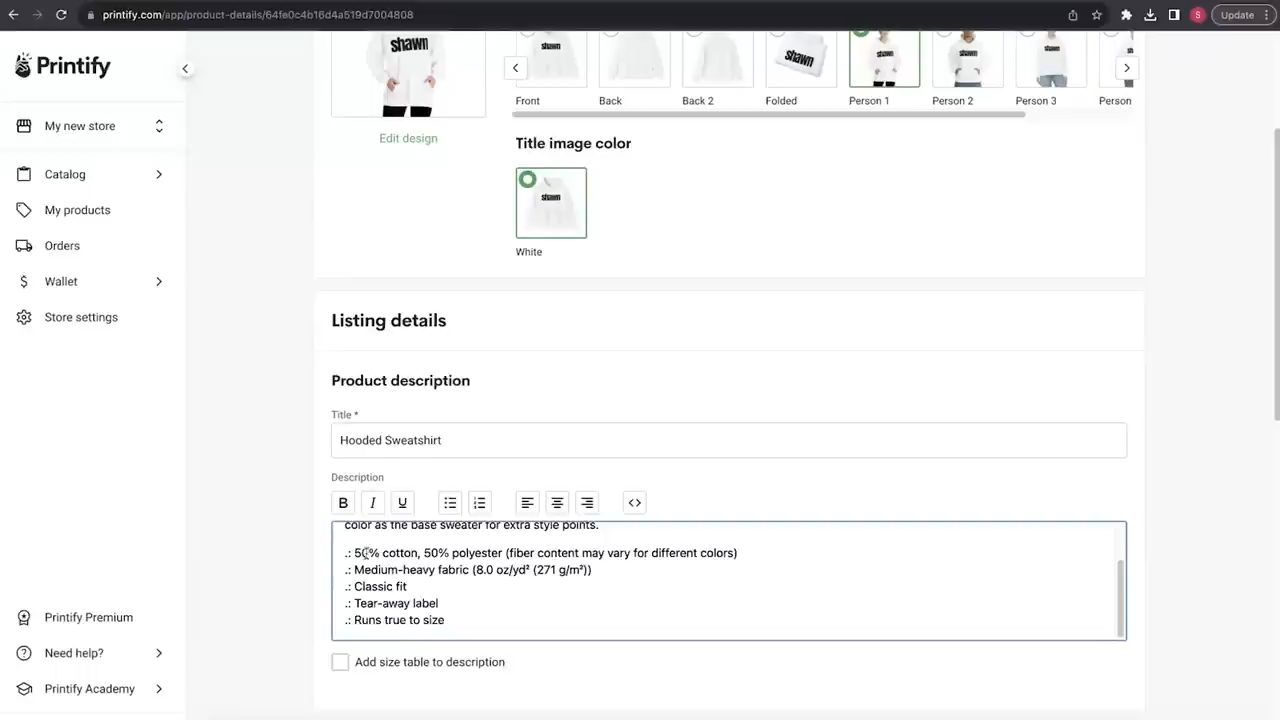 printify.com/app/product-details/64fe0c4b16d4a519d7004808
S
Update
Printify
My new store
Catalog
My products
Orders
Wallet
Store settings
Printify Premium
Need help?
Printify Academy
shawn
Edit design
shawn
shawn
Front
Back
Back 2
Folded
Person 1
Person 2
Person 3
Person
Title image color
shawn
White
Listing details
Product description
Title *
Hooded Sweatshirt
Description
B I U
color as the base sweater for extra style points.
.: 50% cotton, 50% polyester (fiber content may vary for different colors)
.: Medium-heavy fabric (8.0 oz/yd² (271 g/m²))
.: Classic fit
.: Tear-away label
.: Runs true to size
Add size table to description